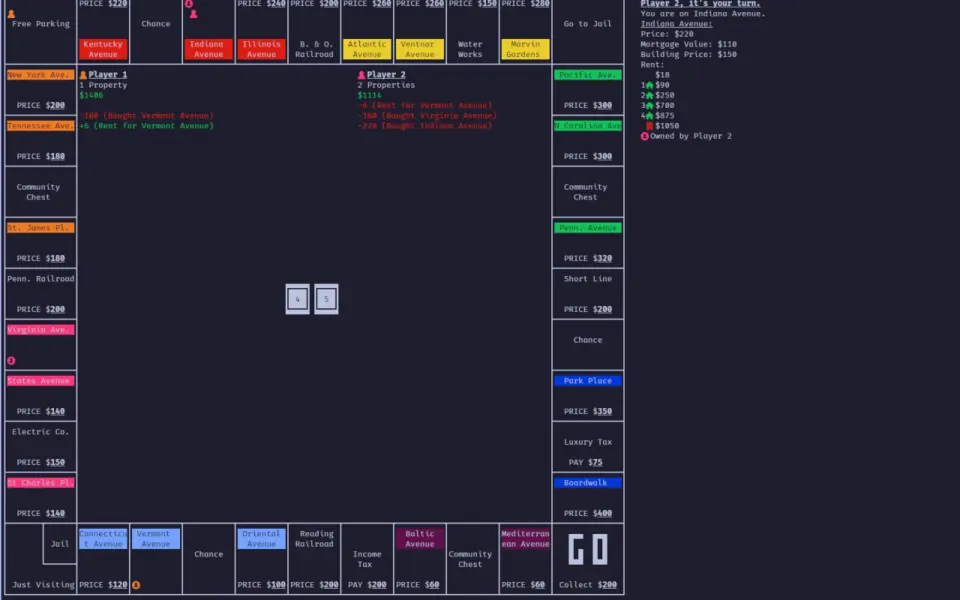 PRICE $220
PRICE $240
PRICE $200
PRICE $260
PRICE $260
PRICE $150
PRICE $280
Free Parking
Chance
Go to Jail
Kentucky
Avenue
Indiana
Avenue
Illinois
Avenue
B. & O.
Railroad
Atlantic
Avenue
Ventnor
Avenue
Water
Works
Marvin
Gardens
New York Ave.
PRICE $200
Tennessee Ave.
PRICE $180
Community
Chest
St. James Pl.
PRICE $180
Penn. Railroad
PRICE $200
Virginia Ave.
States Avenue
PRICE $140
Electric Co.
PRICE $150
St Charles Pl.
PRICE $140
Player 1
1 Property
$1406
-100 (Bought Vermont Avenue)
+6 (Rent for Vermont Avenue)
Player 2
2 Properties
$1114
-6 (Rent for Vermont Avenue)
-160 (Bought Virginia Avenue)
-220 (Bought Indiana Avenue)
4
5
Pacific Ave.
PRICE $300
N Carolina Ave
PRICE $300
Community
Chest
Penn. Avenue
PRICE $320
Short Line
PRICE $200
Chance
Park Place
PRICE $350
Luxury Tax
PAY $75
Boardwalk
PRICE $400
Jail
Just Visiting
Connecticu
t Avenue
PRICE $120
Vermont
Avenue
Chance
Oriental
Avenue
PRICE $100
Reading
Railroad
PRICE $200
Income
Tax
PAY $200
Baltic
Avenue
PRICE $60
Community
Chest
Mediterran
ean Avenue
PRICE $60
GO
Collect $200
Player 2, it's your turn.
You are on Indiana Avenue.
Indiana Avenue:
Price: $220
Mortgage Value: $110
Building Price: $150
Rent:
$18
1 $90
2 $250
3 $700
4 $875
$1050
Owned by Player 2